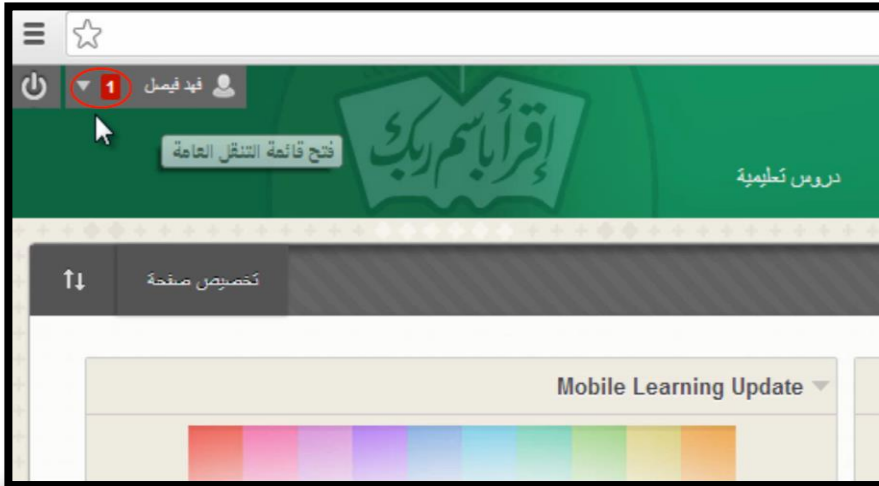 فهد فيصل 1
فتح قائمة التنقل العامة
إقرأ باسم ربك
دروس تعليمية
تخصيص صفحة
Mobile Learning Update